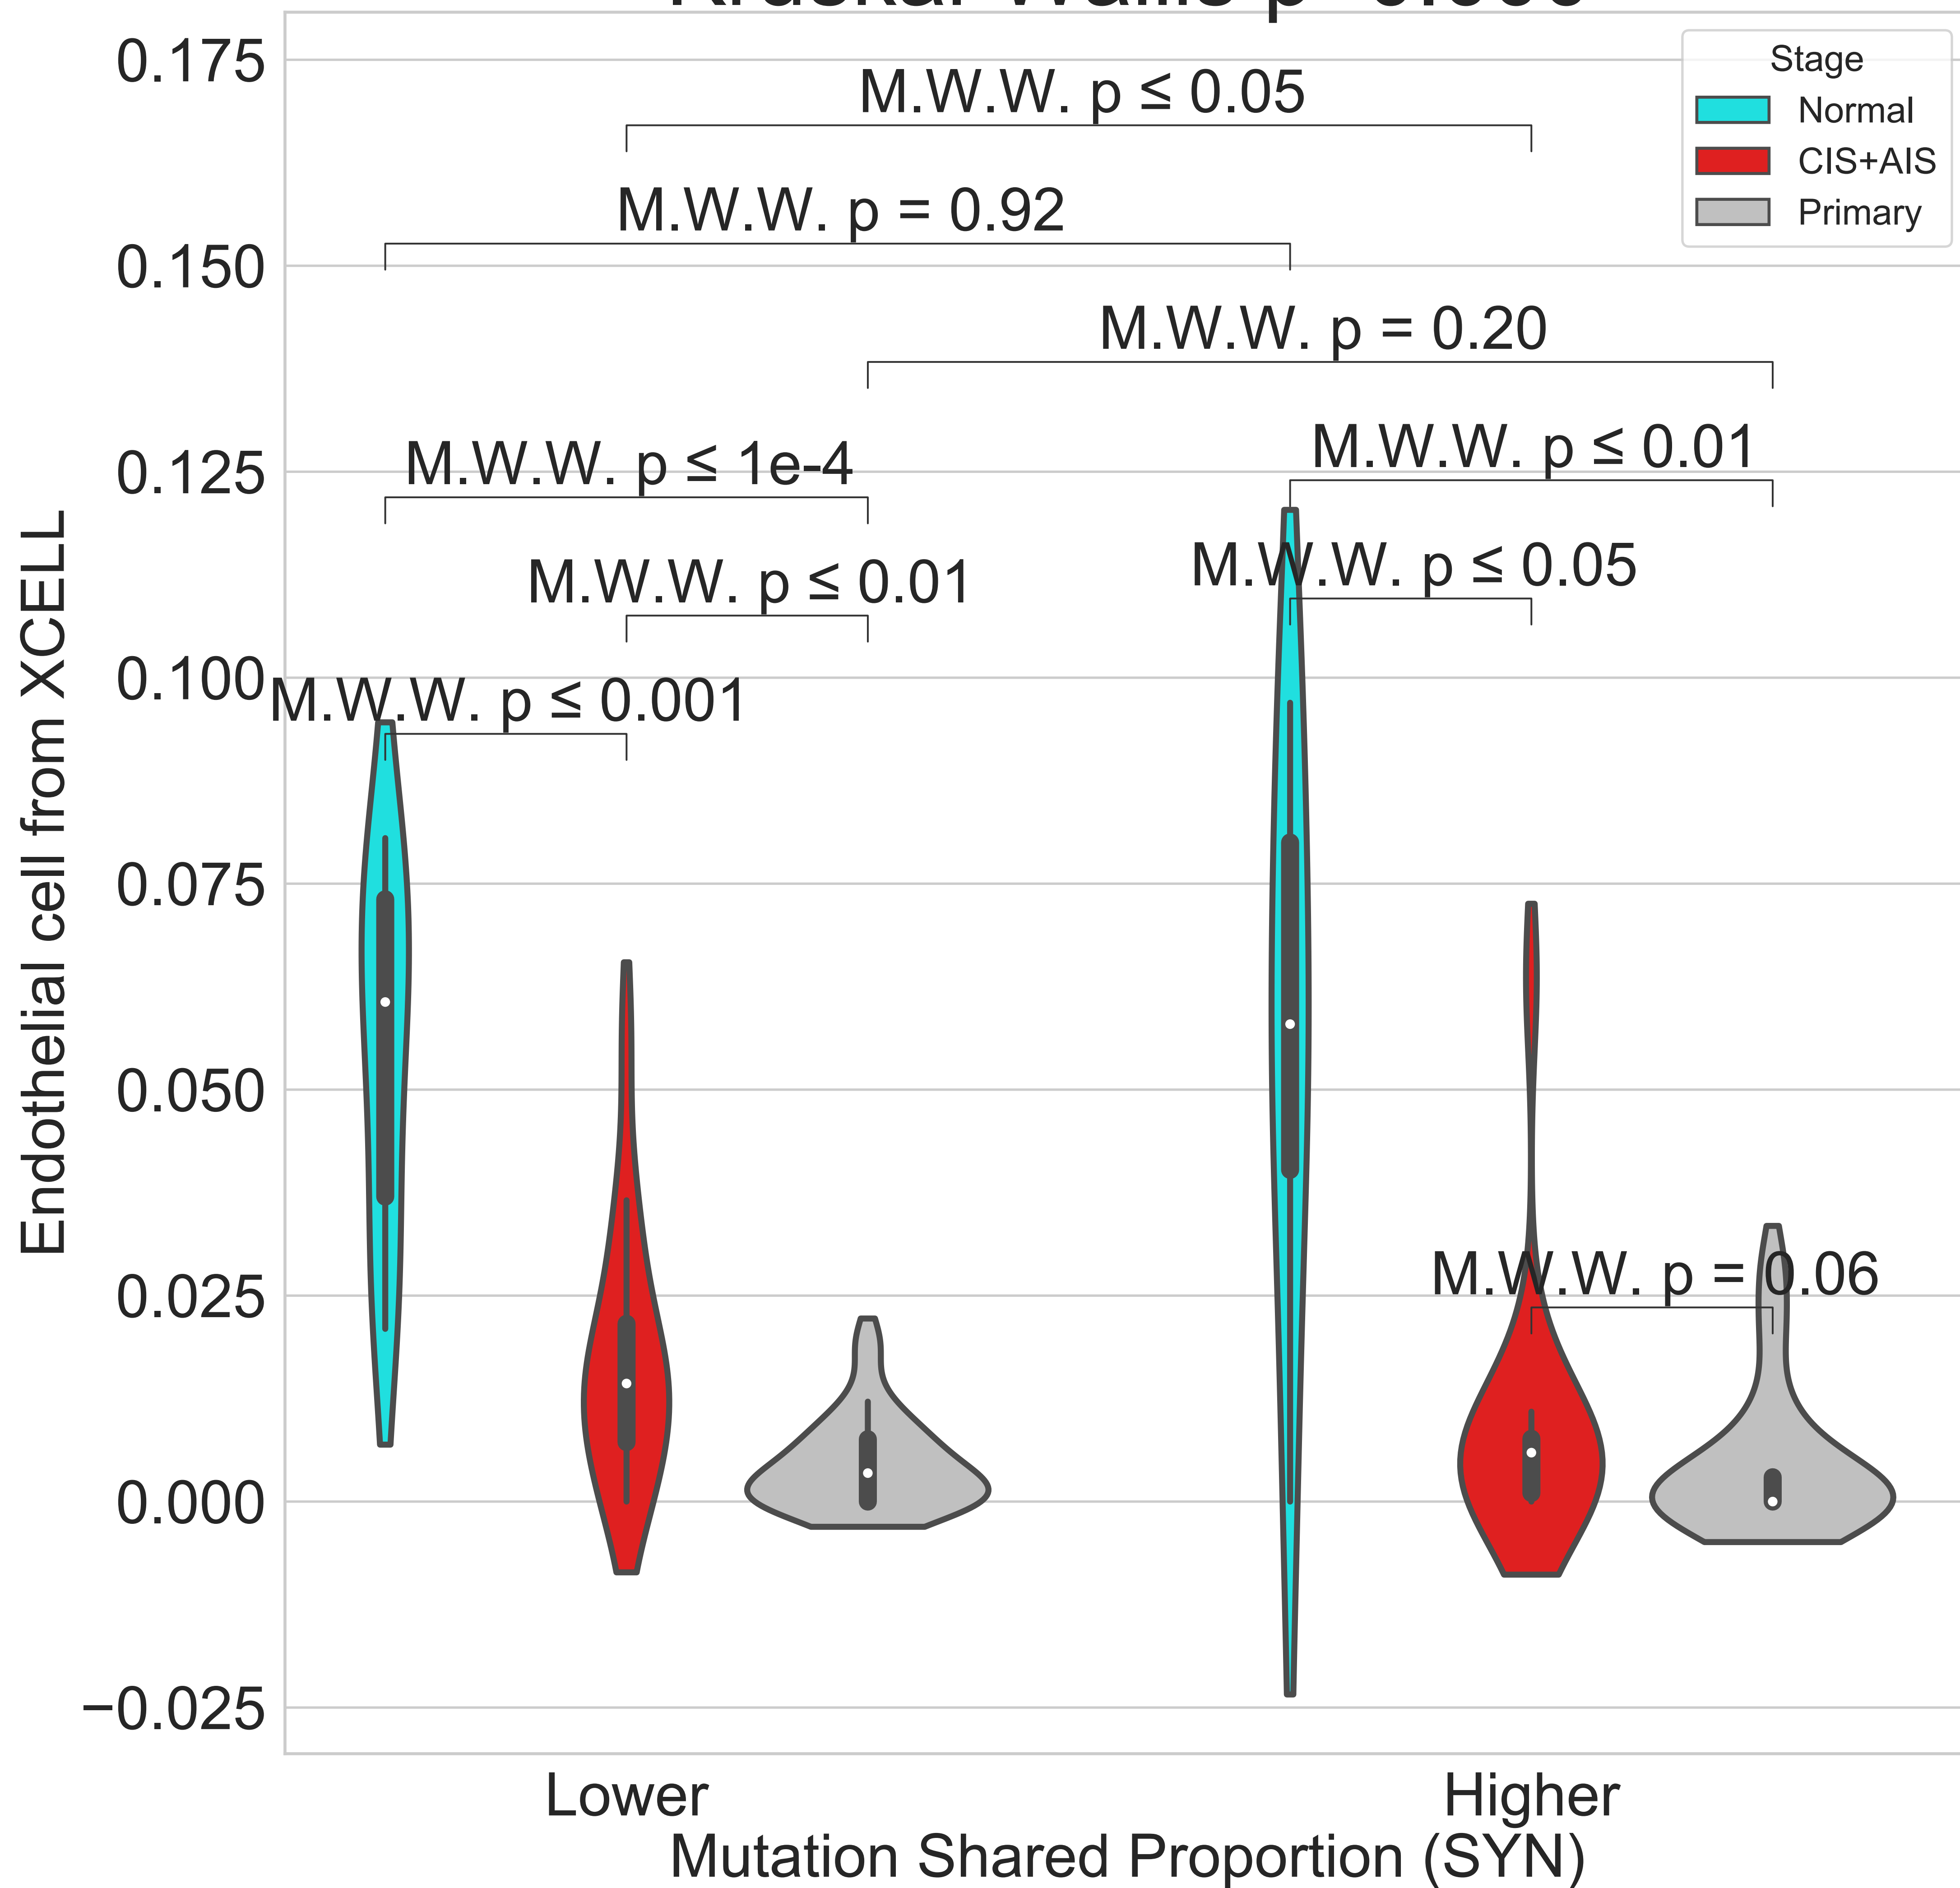 0.175
0.150
0.125
0.100
0.075
0.050
0.025
0.000
−0.025
Endothelial cell from XCELL
Stage
Normal
CIS+AIS
Primary
M.W.W. p ≤ 0.05
M.W.W. p = 0.92
M.W.W. p = 0.20
M.W.W. p ≤ 1e-4
M.W.W. p ≤ 0.01
M.W.W. p ≤ 0.01
M.W.W. p ≤ 0.05
M.W.W. p ≤ 0.001
M.W.W. p = 0.06
Lower
Higher
Mutation Shared Proportion (SYN)